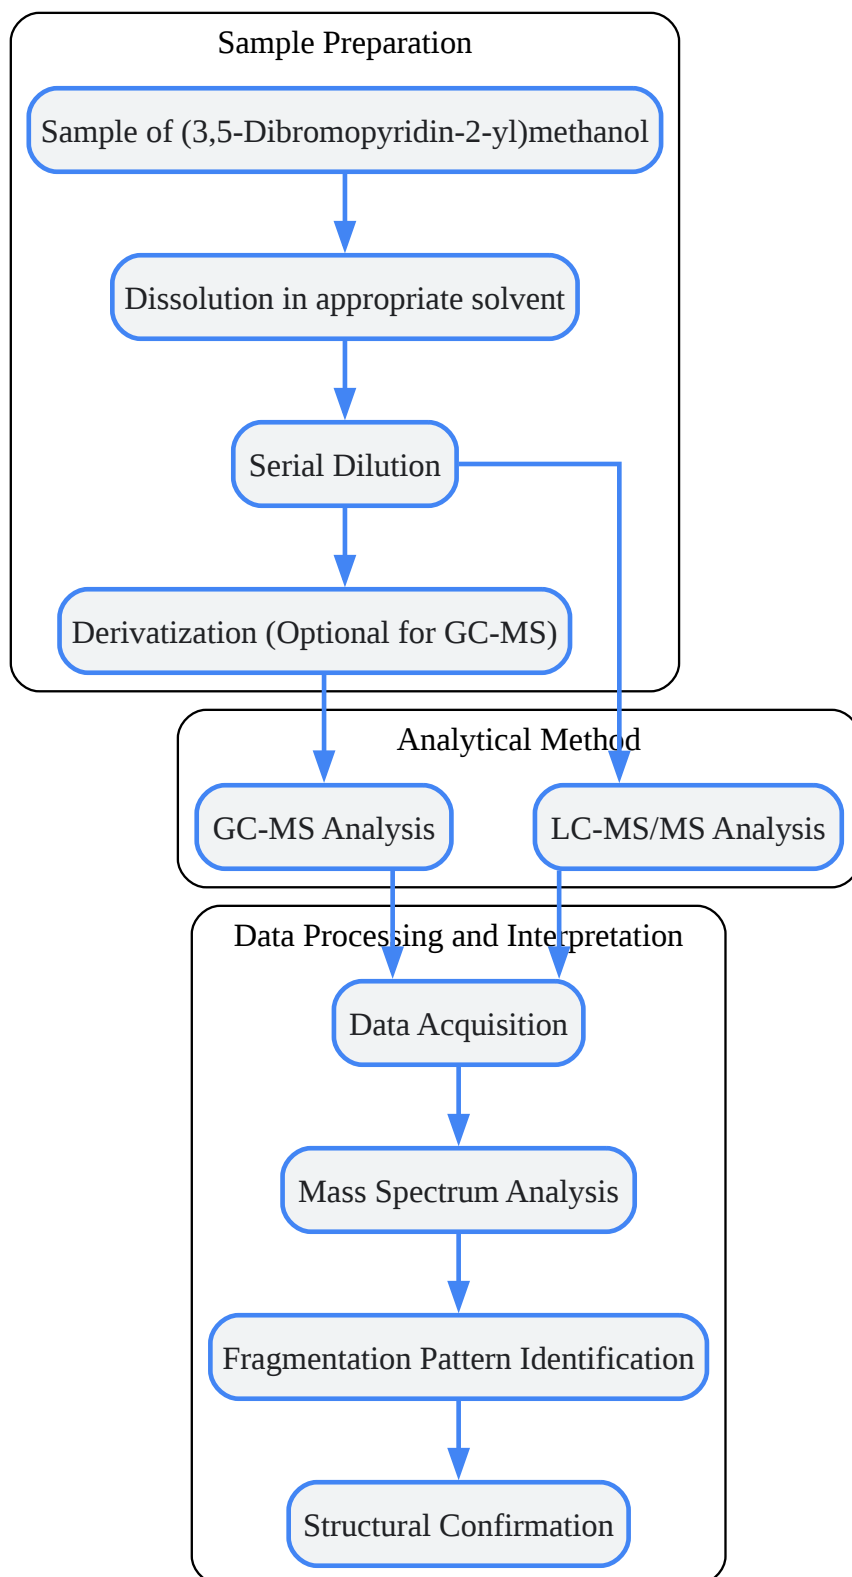 Sample Preparation
Sample of (3,5-Dibromopyridin-2-yl)methanol
Dissolution in appropriate solvent
Serial Dilution
Derivatization (Optional for GC-MS)
Analytical Method
GC-MS Analysis
LC-MS/MS Analysis
Data Processing and Interpretation
Data Acquisition
Mass Spectrum Analysis
Fragmentation Pattern Identification
Structural Confirmation